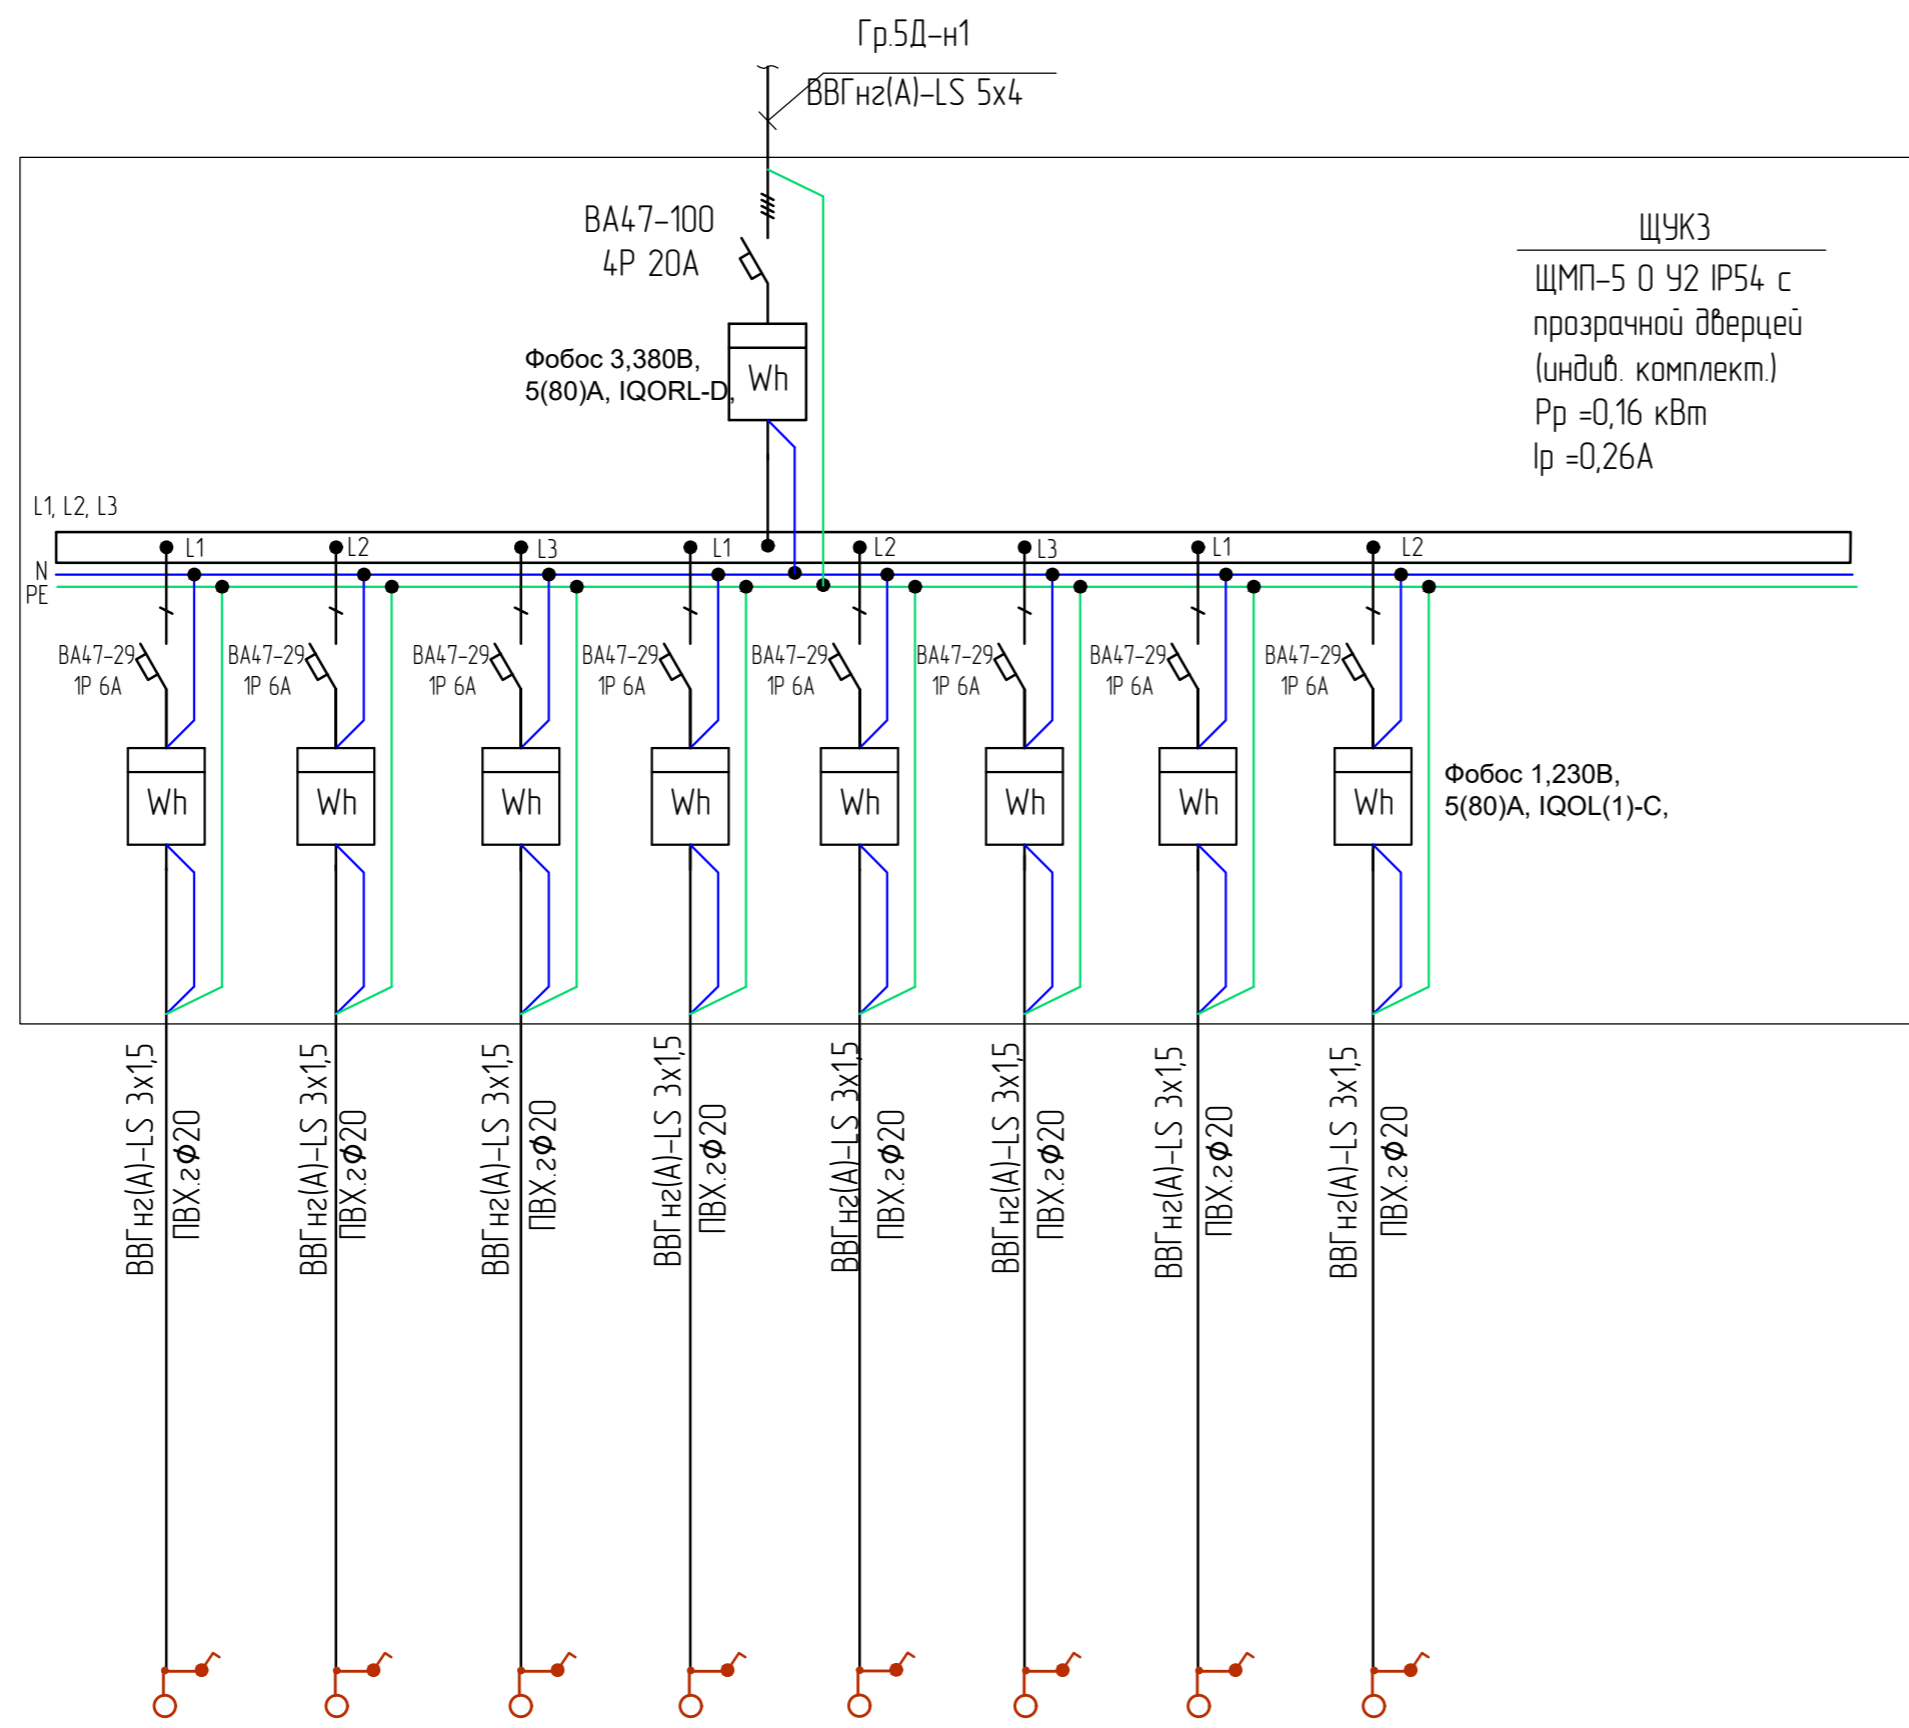 Гр.5Д-н1
ВВГнг(А)-LS 5х4
ВА47-100
4Р 20А
ЩУК3
ЩМП-5 0 У2 IP54 с
прозрачной дверцей
(индив. комплект.)
Рр =0,16 кВт
Iр =0,26А
Фобос 3,380В,
5(80)А, IQORL-D,
Wh
L1, L2, L3
L1 L2 L3 L1 L2 L3 L1 L2
N
PE
ВА47-29 ВА47-29 ВА47-29 ВА47-29 ВА47-29 ВА47-29 ВА47-29 ВА47-29
1Р 6А 1Р 6А 1Р 6А 1Р 6А 1Р 6А 1Р 6А 1Р 6А 1Р 6А
Wh Wh Wh Wh Wh Wh Wh Wh
Фобос 1,230В,
5(80)А, IQOL(1)-C,
ВВГнг(А)-LS 3х1,5
ПВХ.гФ20
ВВГнг(А)-LS 3х1,5
ПВХ.гФ20
ВВГнг(А)-LS 3х1,5
ПВХ.гФ20
ВВГнг(А)-LS 3х1,5
ПВХ.гФ20
ВВГнг(А)-LS 3х1,5
ПВХ.гФ20
ВВГнг(А)-LS 3х1,5
ПВХ.гФ20
ВВГнг(А)-LS 3х1,5
ПВХ.гФ20
ВВГнг(А)-LS 3х1,5
ПВХ.гФ20